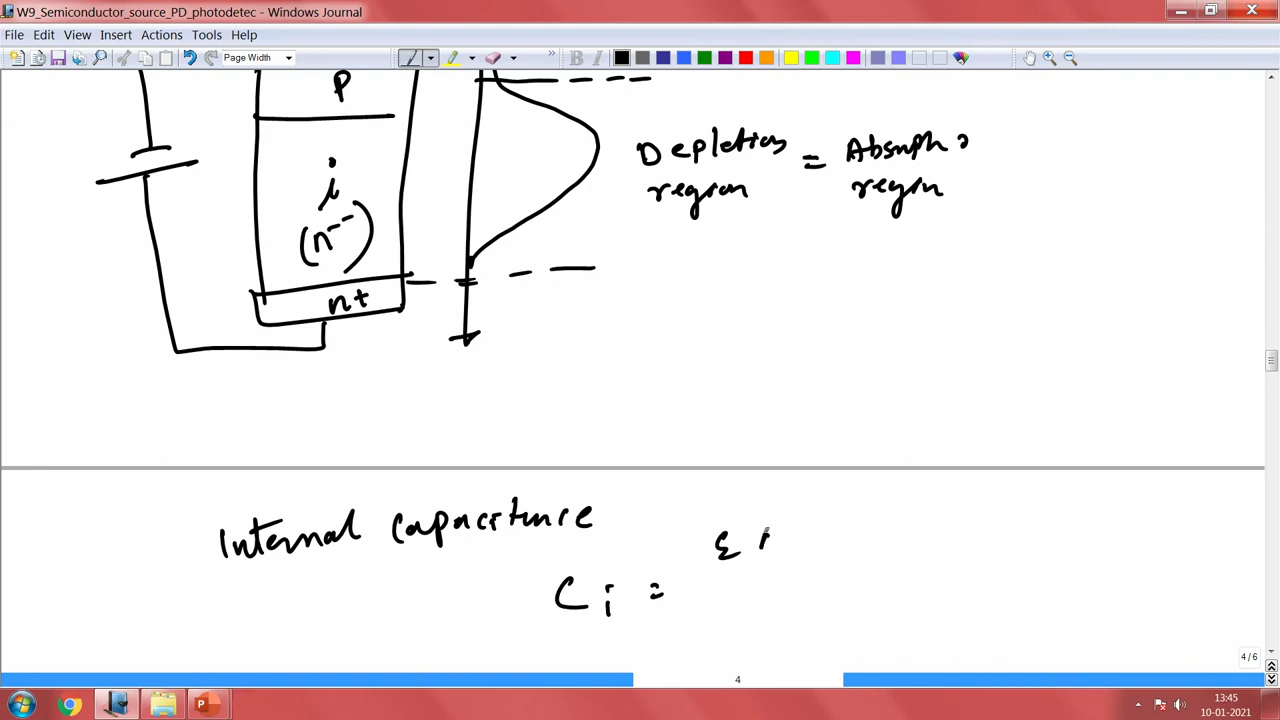 W9_Semiconductor_source_PD_photodetec - Windows Journal
File Edit View Insert Actions Tools Help
Page Width
B I
P
i
(n--)
n+
Depletion = 
region region
Internal capacitance
ε
Ci =
4/6
4
13:45
10-01-2021